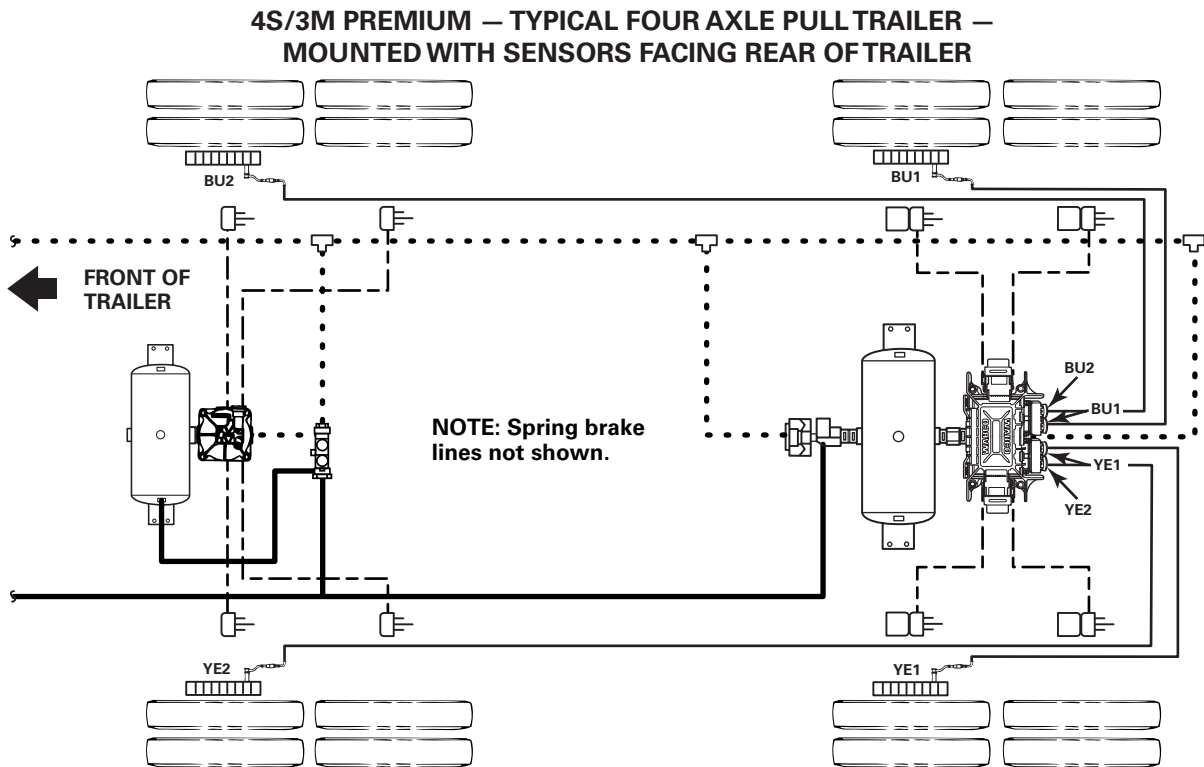 4S/3M PREMIUM — TYPICAL FOUR AXLE PULL TRAILER —
MOUNTED WITH SENSORS FACING REAR OF TRAILER
BU2
BU1
FRONT OF
TRAILER
NOTE: Spring brake
lines not shown.
BU2
BU1
YE1
YE2
YE2
YE1